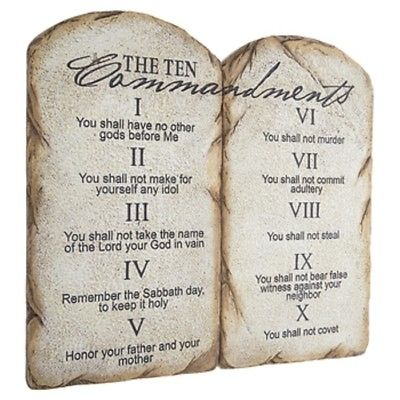 THE TEN
Commandments
I
You shall have no other
gods before Me
II
You shall not make for
yourself any idol
III
You shall not take the name
of the Lord your God in vain
IV
Remember the Sabbath day,
to keep it holy
V
Honor your father and your
mother
VI
You shall not murder
VII
You shall not commit
adultery
VIII
You shall not steal
IX
You shall not bear false
witness against your
neighbor
X
You shall not covet